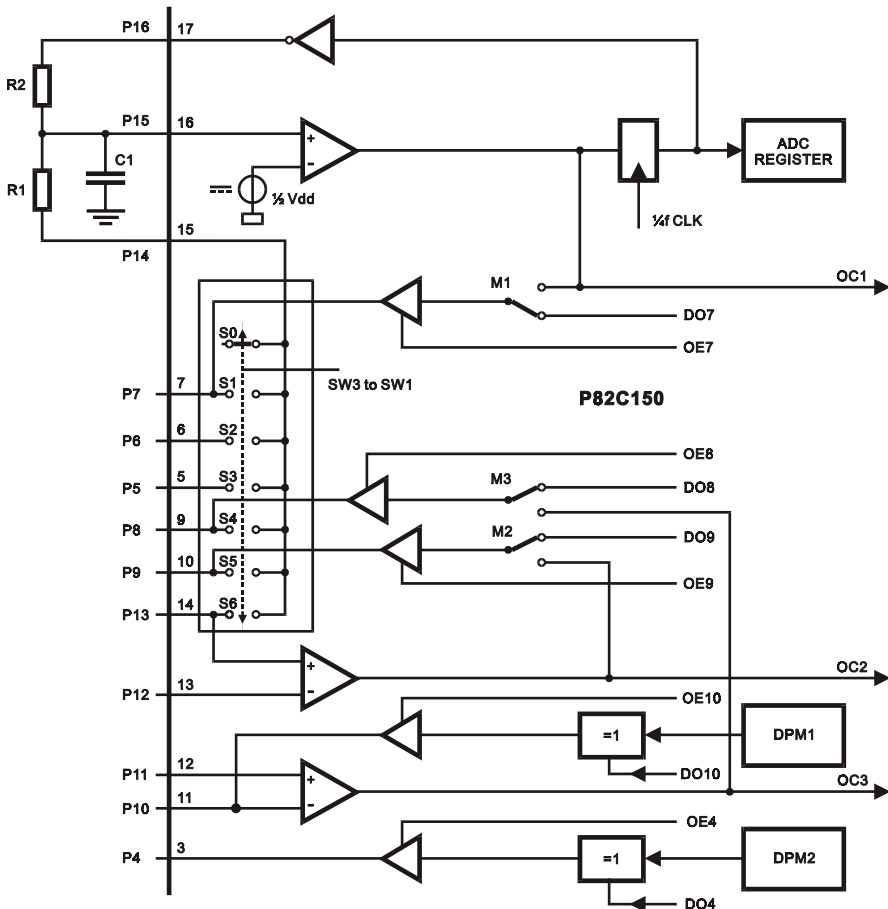 P16 17
R2
P15 16
+
ADC
REGISTER
C1
–
R1
½ Vdd
¼f CLK
15
P14
M1
OC1
DO7
S0
OE7
SW3 to SW1
P7 7 S1
P82C150
P6 6 S2
OE8
P5 5 S3
M3
DO8
P8 9 S4
M2
DO9
P9 10 S5
OE9
P13 14 S6
+
OC2
P12 13 –
OE10
=1
DPM1
P11 12
DO10
+
OC3
P10 11 –
OE4
P4 3
=1
DPM2
DO4